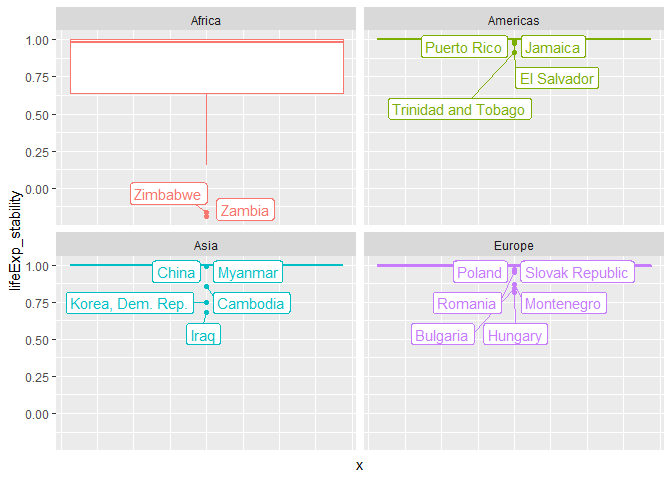 Africa
Americas
1.00
0.75
0.50
0.25
0.00
Puerto Rico
Jamaica
El Salvador
Trinidad and Tobago
Zimbabwe
Zambia
lifeExp_stability
Asia
Europe
1.00
0.75
0.50
0.25
0.00
China
Myanmar
Korea, Dem. Rep.
Cambodia
Iraq
Poland
Slovak Republic
Romania
Montenegro
Bulgaria
Hungary
x